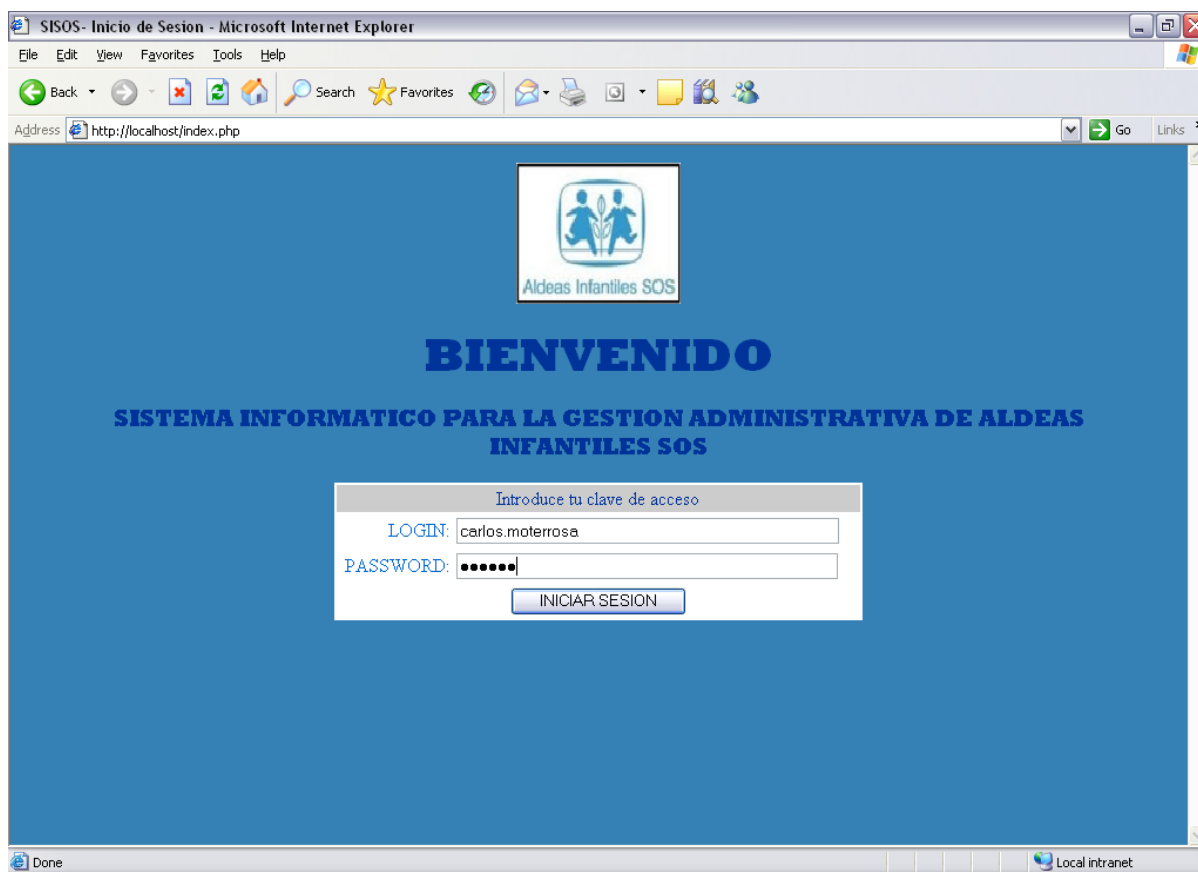 SISOS- Inicio de Sesion - Microsoft Internet Explorer
File Edit View Favorites Tools Help
Back Search Favorites
Address http://localhost/index.php Go Links
Aldeas Infantiles SOS
BIENVENIDO
SISTEMA INFORMATICO PARA LA GESTION ADMINISTRATIVA DE ALDEAS
INFANTILES SOS
Introduce tu clave de acceso
LOGIN: carlos.moterrosa
PASSWORD: ●●●●●●
INICIAR SESION
Done Local intranet